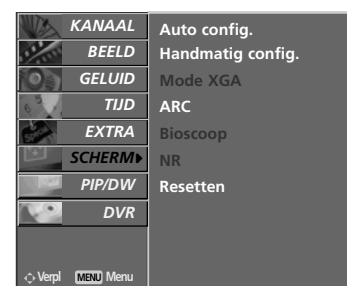 KANAAL
BEELD
GELUID
TIJD
EXTRA
SCHERM
PIP/DW
DVR
Verpl MENU Menu
Auto config.
Handmatig config.
Mode XGA
ARC
Bioscoop
NR
Resetten